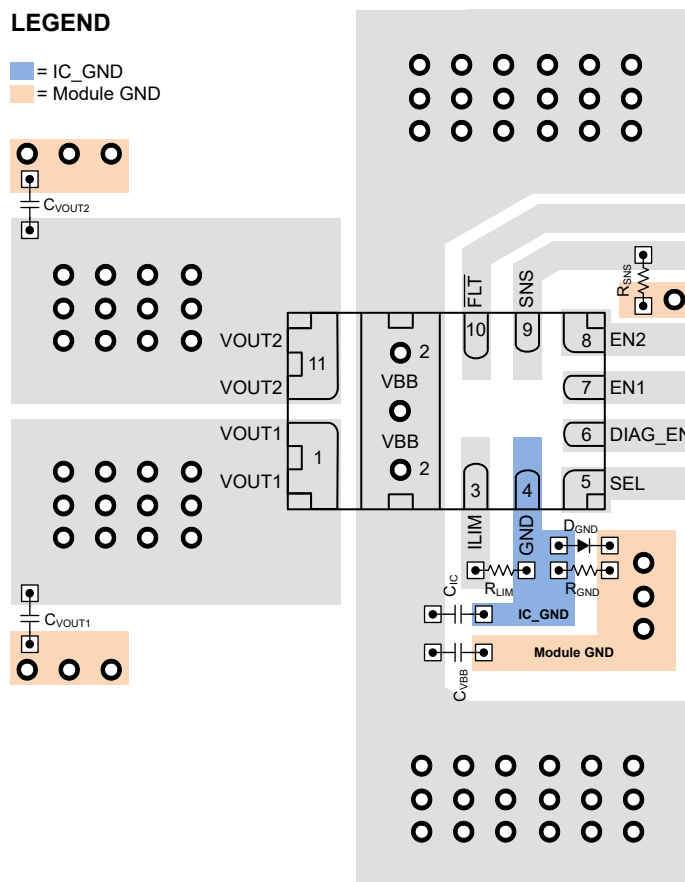 LEGEND
= IC_GND
= Module GND
CVOUT2
RSNS
FLT
SNS
10
9
8
EN2
VOUT2
11
2
VBB
VOUT2
7
EN1
VOUT1
VBB
6
DIAG_EN
1
2
VOUT1
3
4
5
SEL
ILIM
GND
DGND
RLIM
RGND
CIC
IC_GND
CVOUT1
Module GND
CVBB